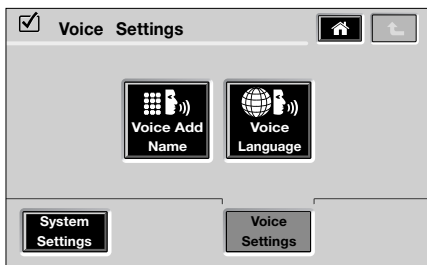 Voice Settings
Voice Add
Name
Voice
Language
System
Settings
Voice
Settings